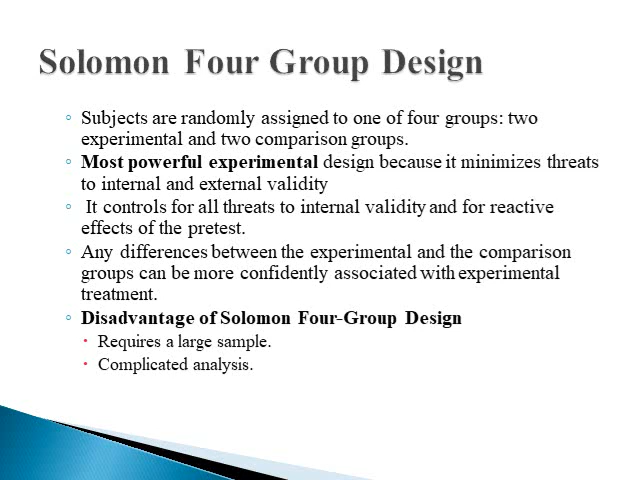 Solomon Four Group Design
◦ Subjects are randomly assigned to one of four groups: two
experimental and two comparison groups.
◦ Most powerful experimental design because it minimizes threats
to internal and external validity
◦ It controls for all threats to internal validity and for reactive
effects of the pretest.
◦ Any differences between the experimental and the comparison
groups can be more confidently associated with experimental
treatment.
◦ Disadvantage of Solomon Four-Group Design
▪ Requires a large sample.
▪ Complicated analysis.